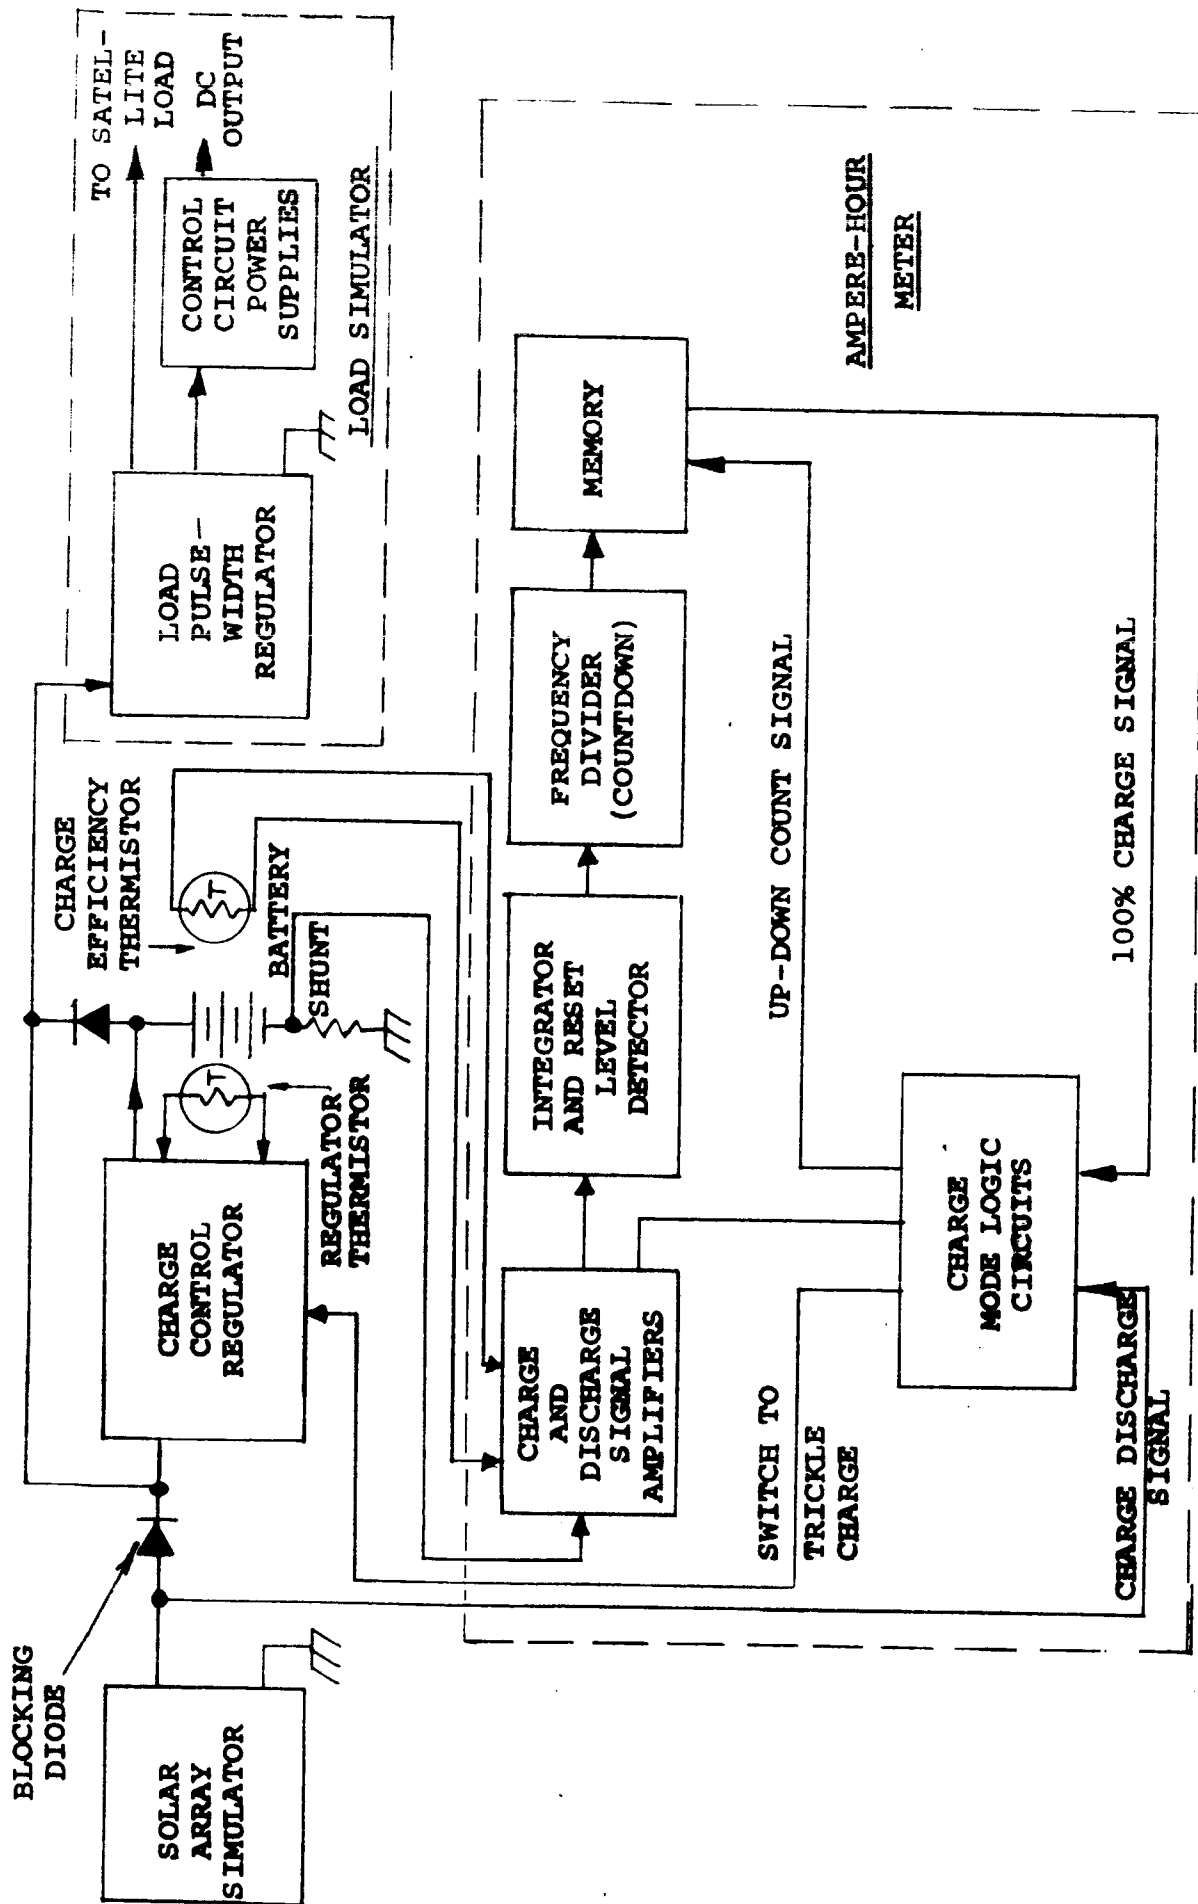 BLOCKING
DIODE
SOLAR
ARRAY
SIMULATOR
CHARGE
CONTROL
REGULATOR
REGULATOR
THERMISTOR
CHARGE
EFFICIENCY
THERMISTOR
T
T
BATTERY
SHUNT
LOAD
PULSE-
WIDTH
REGULATOR
TO SATEL-
LITE
LOAD
DC
OUTPUT
CONTROL
CIRCUIT
POWER
SUPPLIES
LOAD SIMULATOR
CHARGE
AND
DISCHARGE
SIGNAL
AMPLIFIERS
INTEGRATOR
AND RESET
LEVEL
DETECTOR
FREQUENCY
DIVIDER
(COUNTDOWN)
MEMORY
AMPERE-HOUR
METER
SWITCH TO
TRICKLE
CHARGE
UP-DOWN COUNT SIGNAL
CHARGE
MODE LOGIC
CIRCUITS
CHARGE DISCHARGE
SIGNAL
100% CHARGE SIGNAL